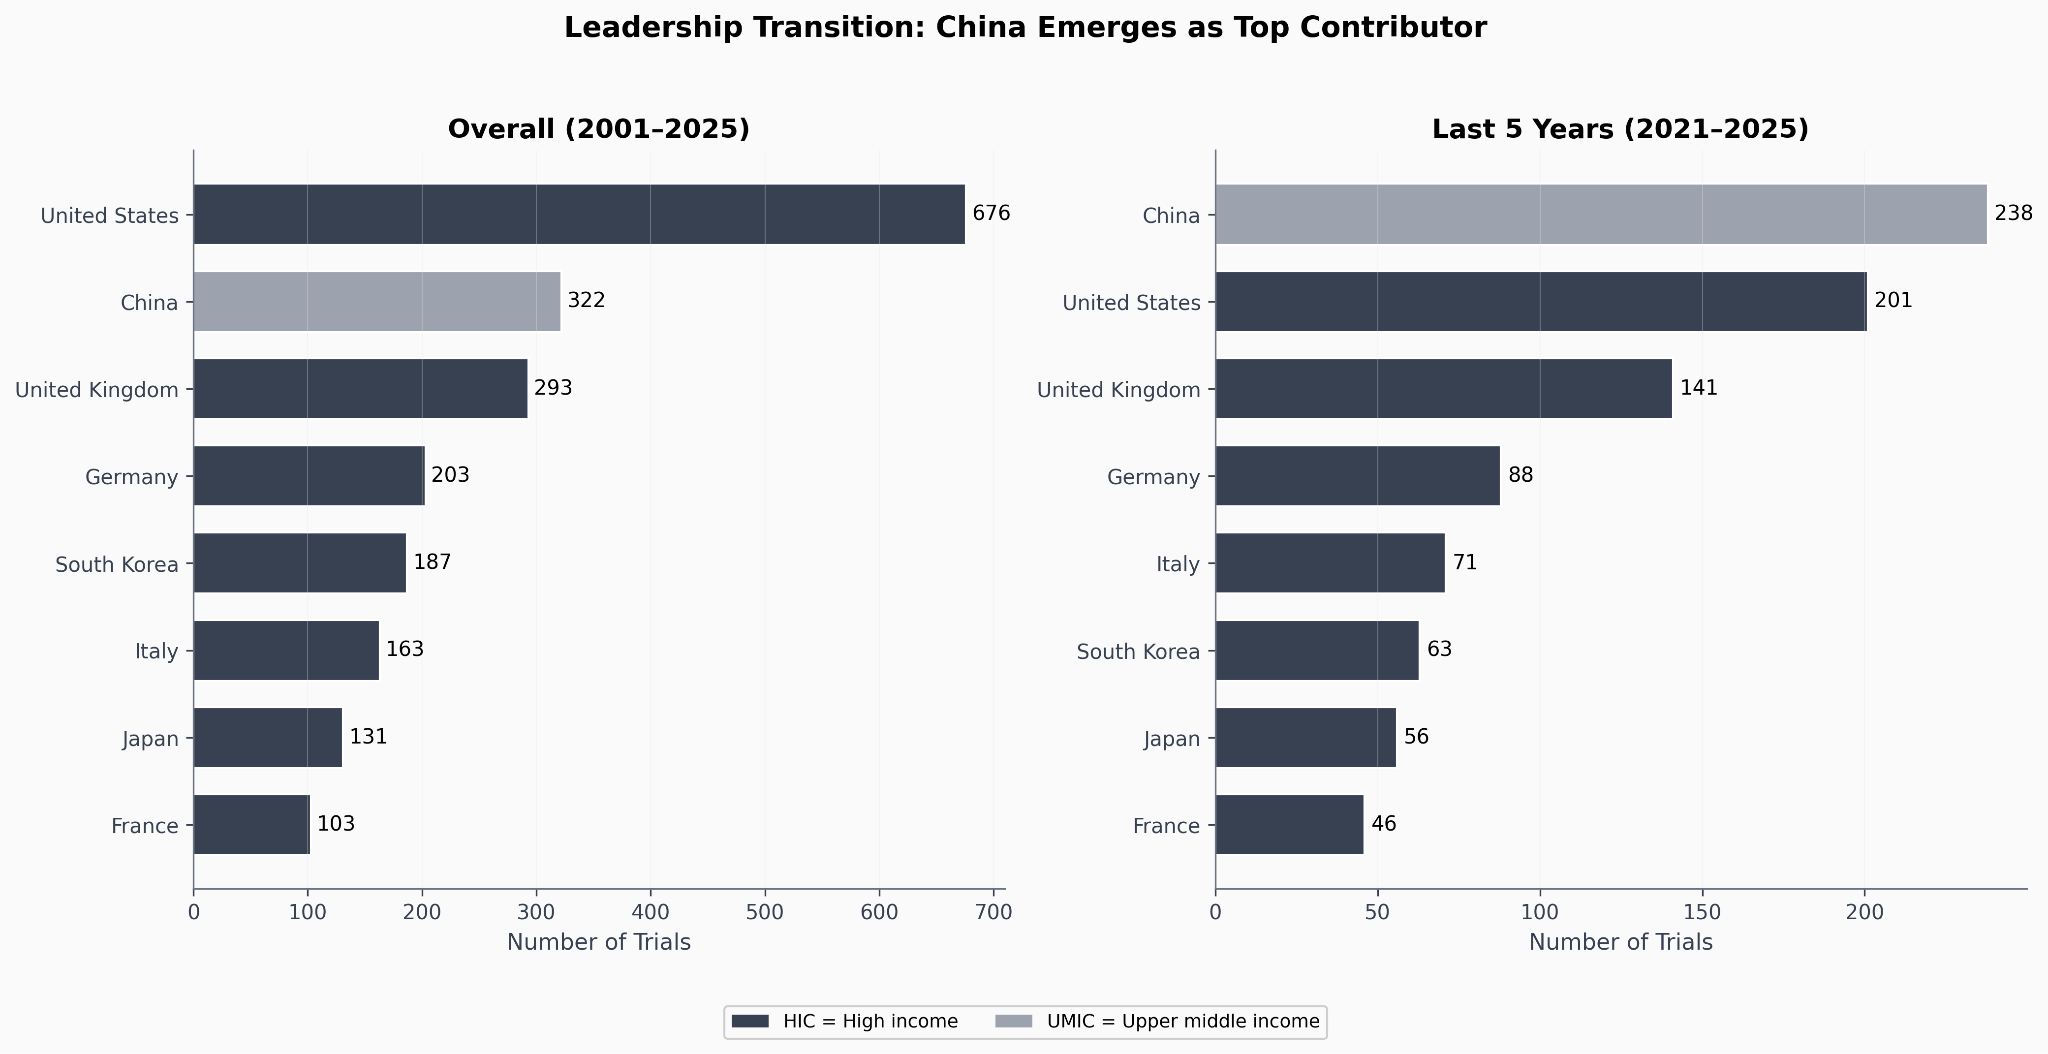 Leadership Transition: China Emerges as Top Contributor
Overall (2001–2025)
United States 676
China 322
United Kingdom 293
Germany 203
South Korea 187
Italy 163
Japan 131
France 103
0 100 200 300 400 500 600 700
Number of Trials
Last 5 Years (2021–2025)
China 238
United States 201
United Kingdom 141
Germany 88
Italy 71
South Korea 63
Japan 56
France 46
0 50 100 150 200
Number of Trials
HIC = High income
UMIC = Upper middle income